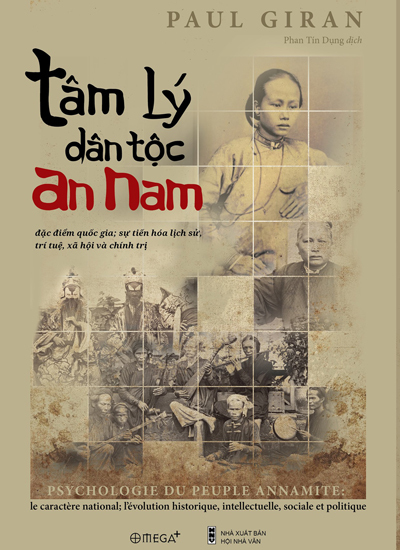 PAUL GIRAN
Phan Tín Dụng dịch
tâm lý
dân tộc
an nam
đặc điểm quốc gia; sự tiến hóa lịch sử,
trí tuệ, xã hội và chính trị
PSYCHOLOGIE DU PEUPLE ANNAMITE:
le caractère national; l'évolution historique, intellectuelle, sociale et politique
OMEGA+
NHÀ XUẤT BẢN
HỘI NHÀ VĂN